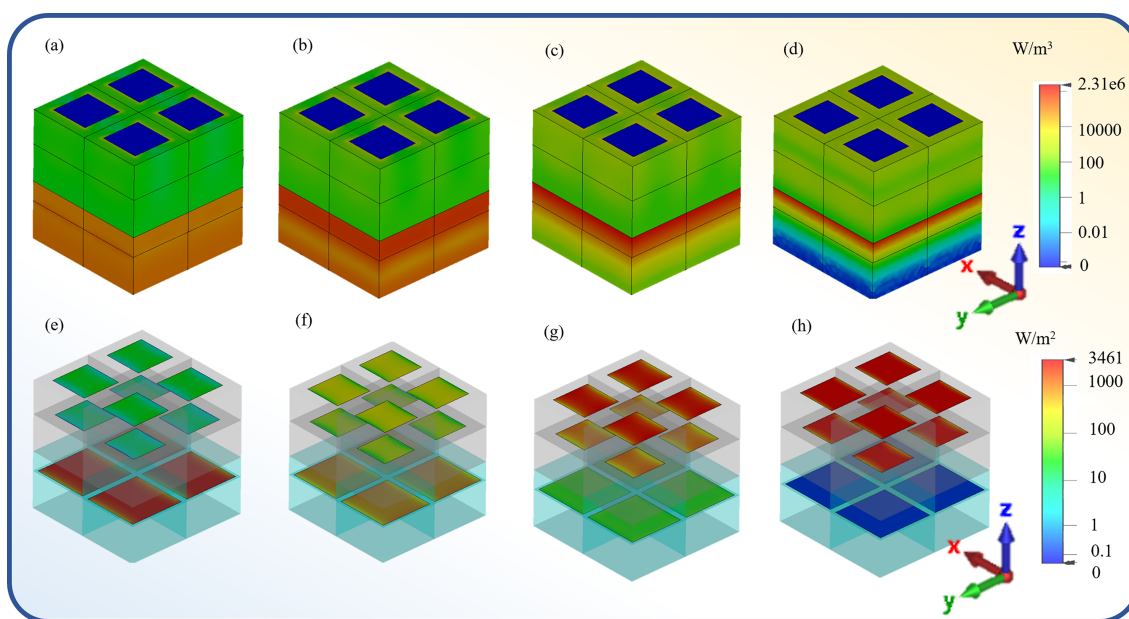 (a)
(b)
(c)
(d)
W/m³
2.31e6
10000
100
1
0.01
0
z
x
y
(e)
(f)
(g)
(h)
W/m²
3461
1000
100
10
1
0.1
0
z
x
y